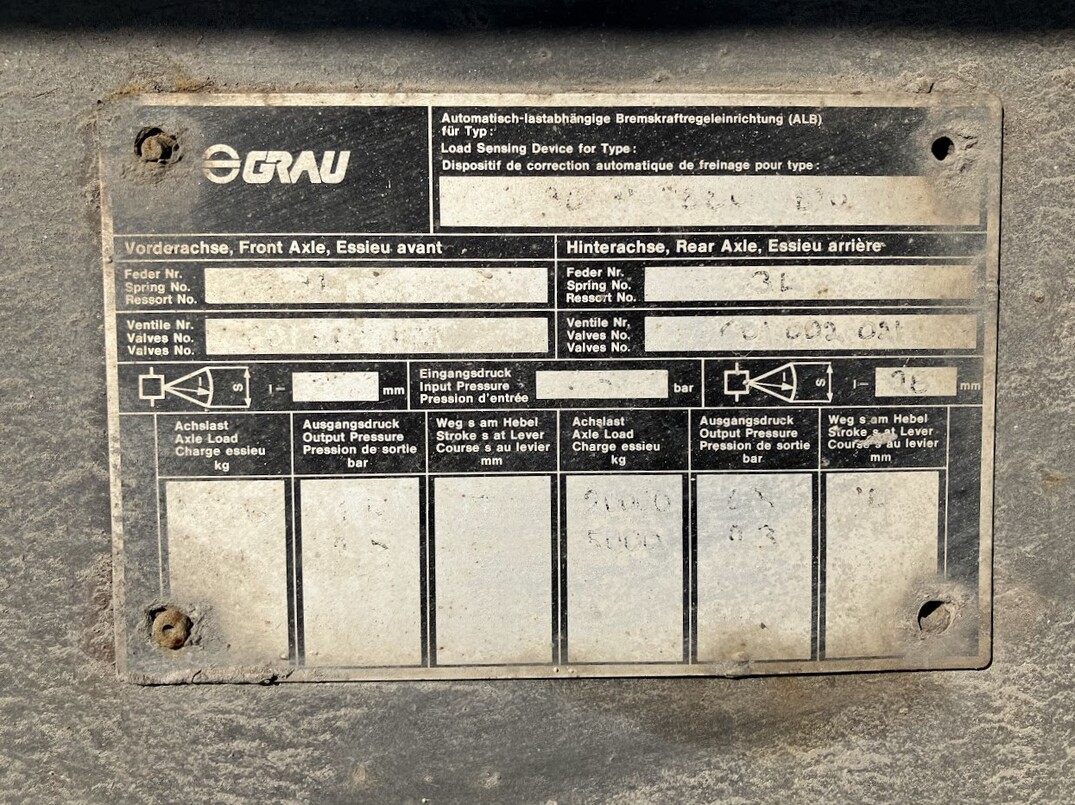 GRAU
Automatisch-lastabhängige Bremskraftregeleinrichtung (ALB)
für Typ:
Load Sensing Device for Type:
Dispositif de correction automatique de freinage pour type:
Vorderachse, Front Axle, Essieu avant
Hinterachse, Rear Axle, Essieu arrière
Feder Nr.
Spring No.
Ressort No.
Feder Nr.
Spring No.
Ressort No.
Ventile Nr.
Valves No.
Valves No.
Ventile Nr.
Valves No.
Valves No.
S
mm
Eingangsdruck
Input Pressure
Pression d'entrée
bar
S
mm
Achslast
Axle Load
Charge essieu
kg
Ausgangsdruck
Output Pressure
Pression de sortie
bar
Weg s am Hebel
Stroke s at Lever
Course s au levier
mm
Achslast
Axle Load
Charge essieu
kg
Ausgangsdruck
Output Pressure
Pression de sortie
bar
Weg s am Hebel
Stroke s at Lever
Course s au levier
mm
5000